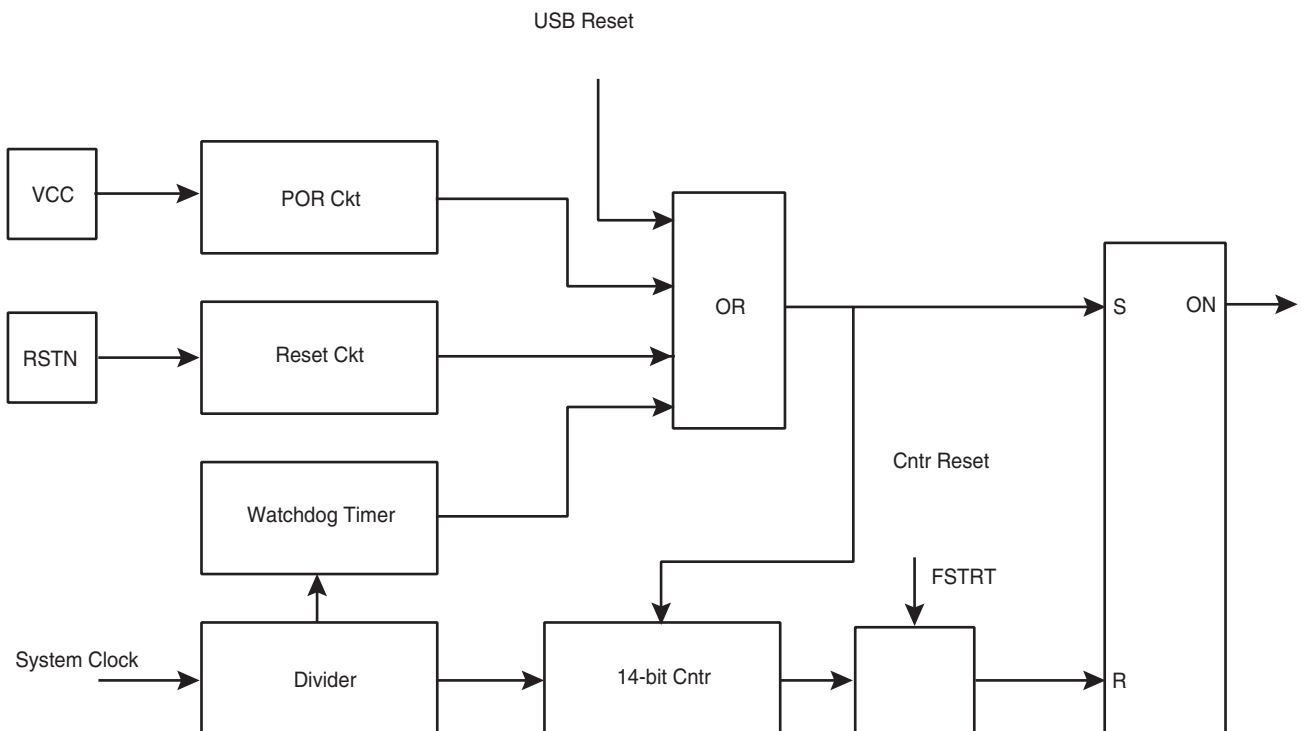 USB Reset
VCC
POR Ckt
OR
S
ON
RSTN
Reset Ckt
Cntr Reset
Watchdog Timer
FSTRT
System Clock
Divider
14-bit Cntr
R